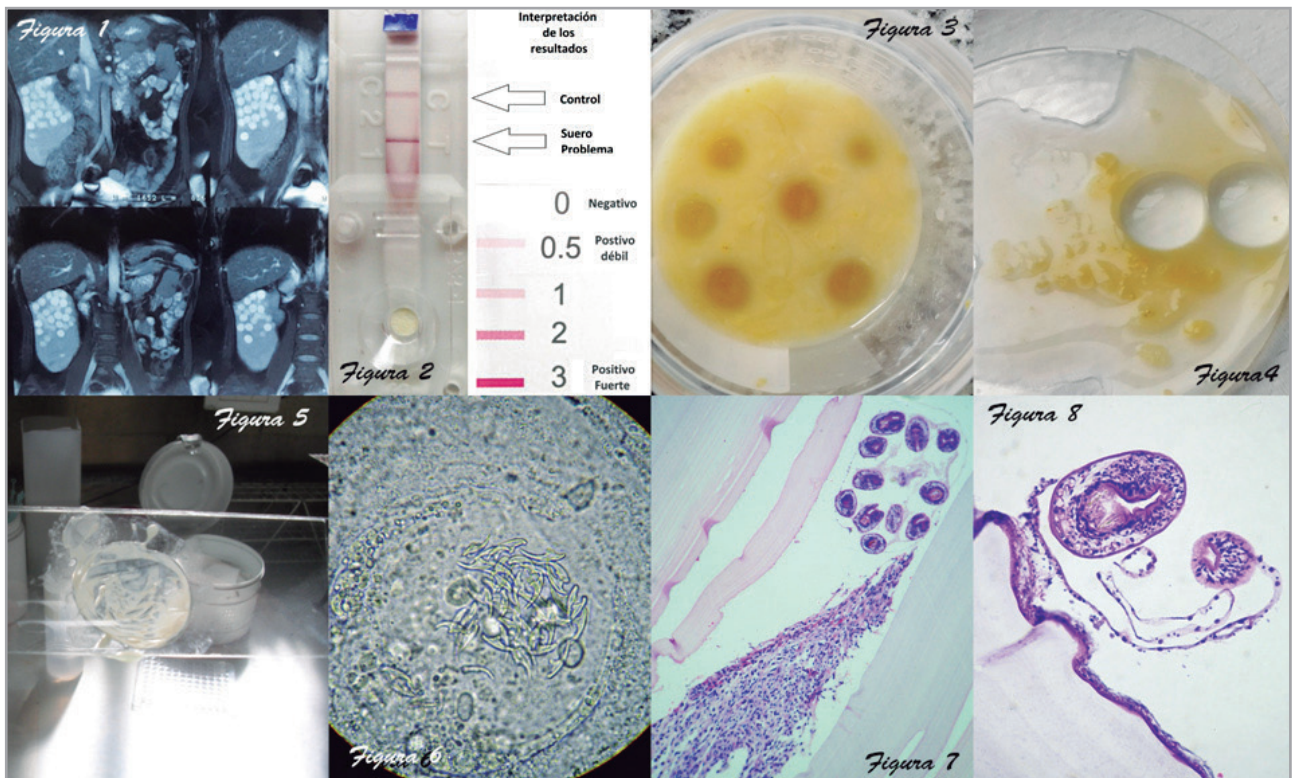 Figura 1
Interpretación
de los
resultados
Control
Suero
Problema
0 Negativo
0.5 Postivo
débil
1
2
3 Positivo
Fuerte
Figura 2
Figura 3
Figura4
Figura 5
Figura 6
Figura 7
Figura 8